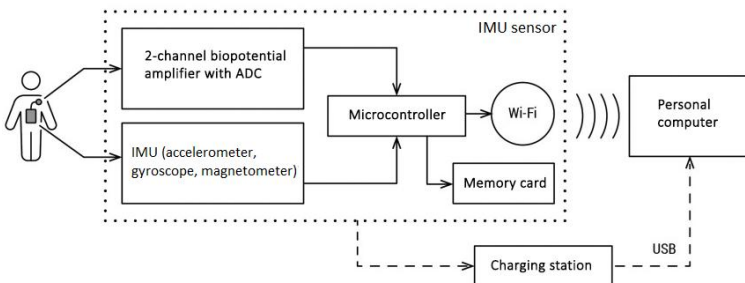 IMU sensor
2-channel biopotential
amplifier with ADC
Microcontroller
Wi-Fi
Personal
computer
IMU (accelerometer,
gyroscope, magnetometer)
Memory card
USB
Charging station